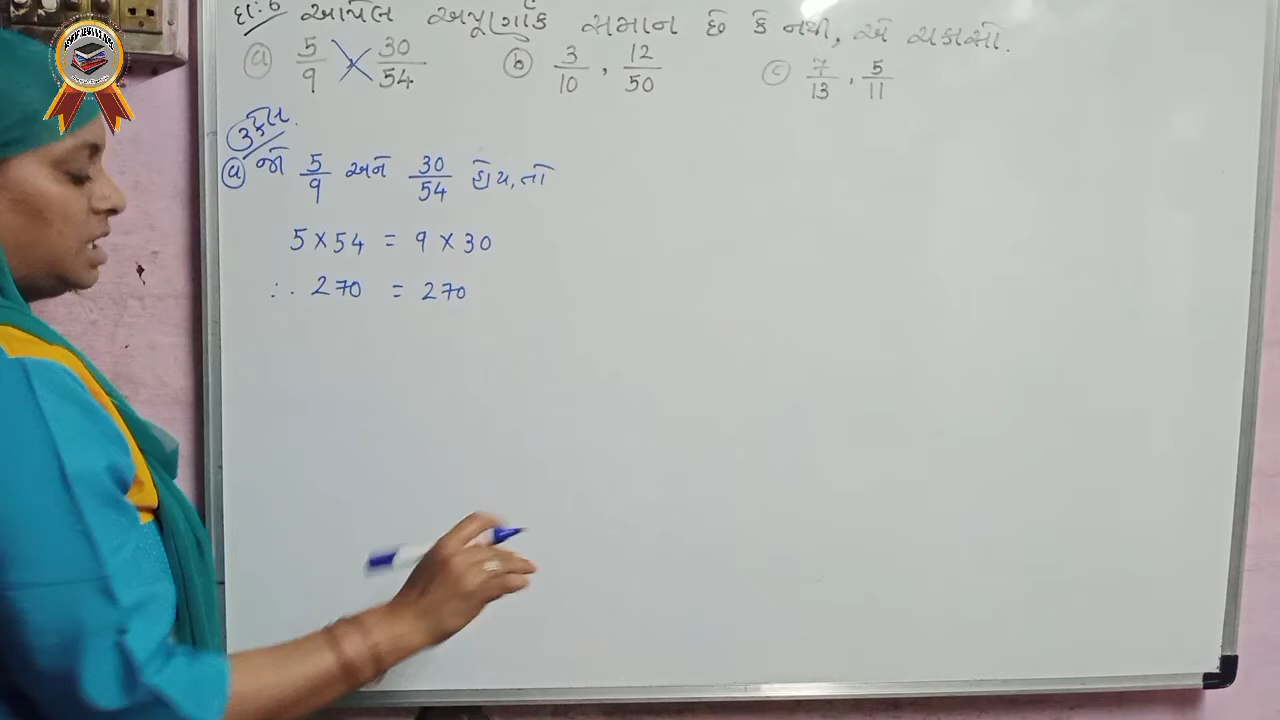 દા:6 આપેલ અપૂર્ણાંક સમાન છે કે નથી, એ ચકાસો.
(a) 5/9 30/54 (b) 3/10 , 12/50 (c) 7/13 , 5/11
ઉકેલ.
(a) જો 5/9 અને 30/54 હોય, તો
5 × 54 = 9 × 30
∴ 270 = 270